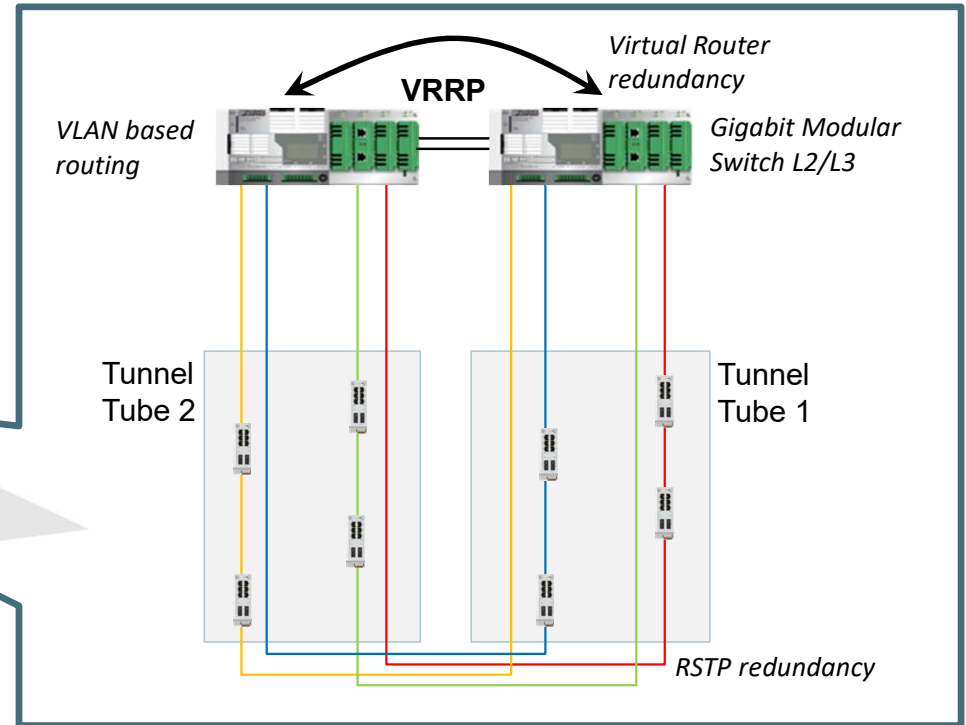 Virtual Router
redundancy
VRRP
VLAN based
routing
Gigabit Modular
Switch L2/L3
Tunnel
Tube 2
Tunnel
Tube 1
RSTP redundancy